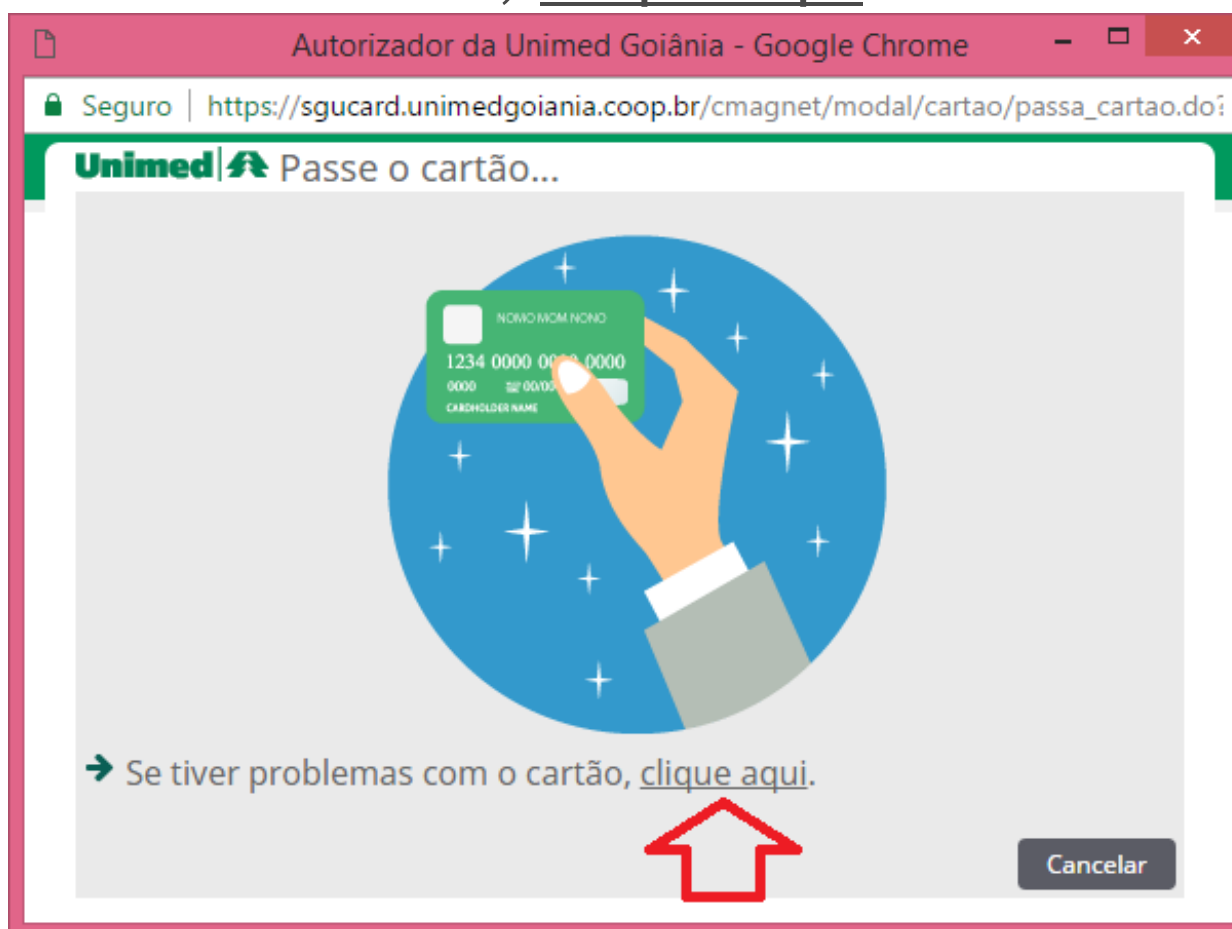 Autorizador da Unimed Goiânia - Google Chrome
Seguro | https://sgucard.unimedgoiania.coop.br/cmagnet/modal/cartao/passa_cartao.do?
Unimed Passe o cartão...
NOMO MOM NONO
1234 0000 0000 0000
0000 00/00
CARDHOLDER NAME
Se tiver problemas com o cartão, clique aqui.
Cancelar